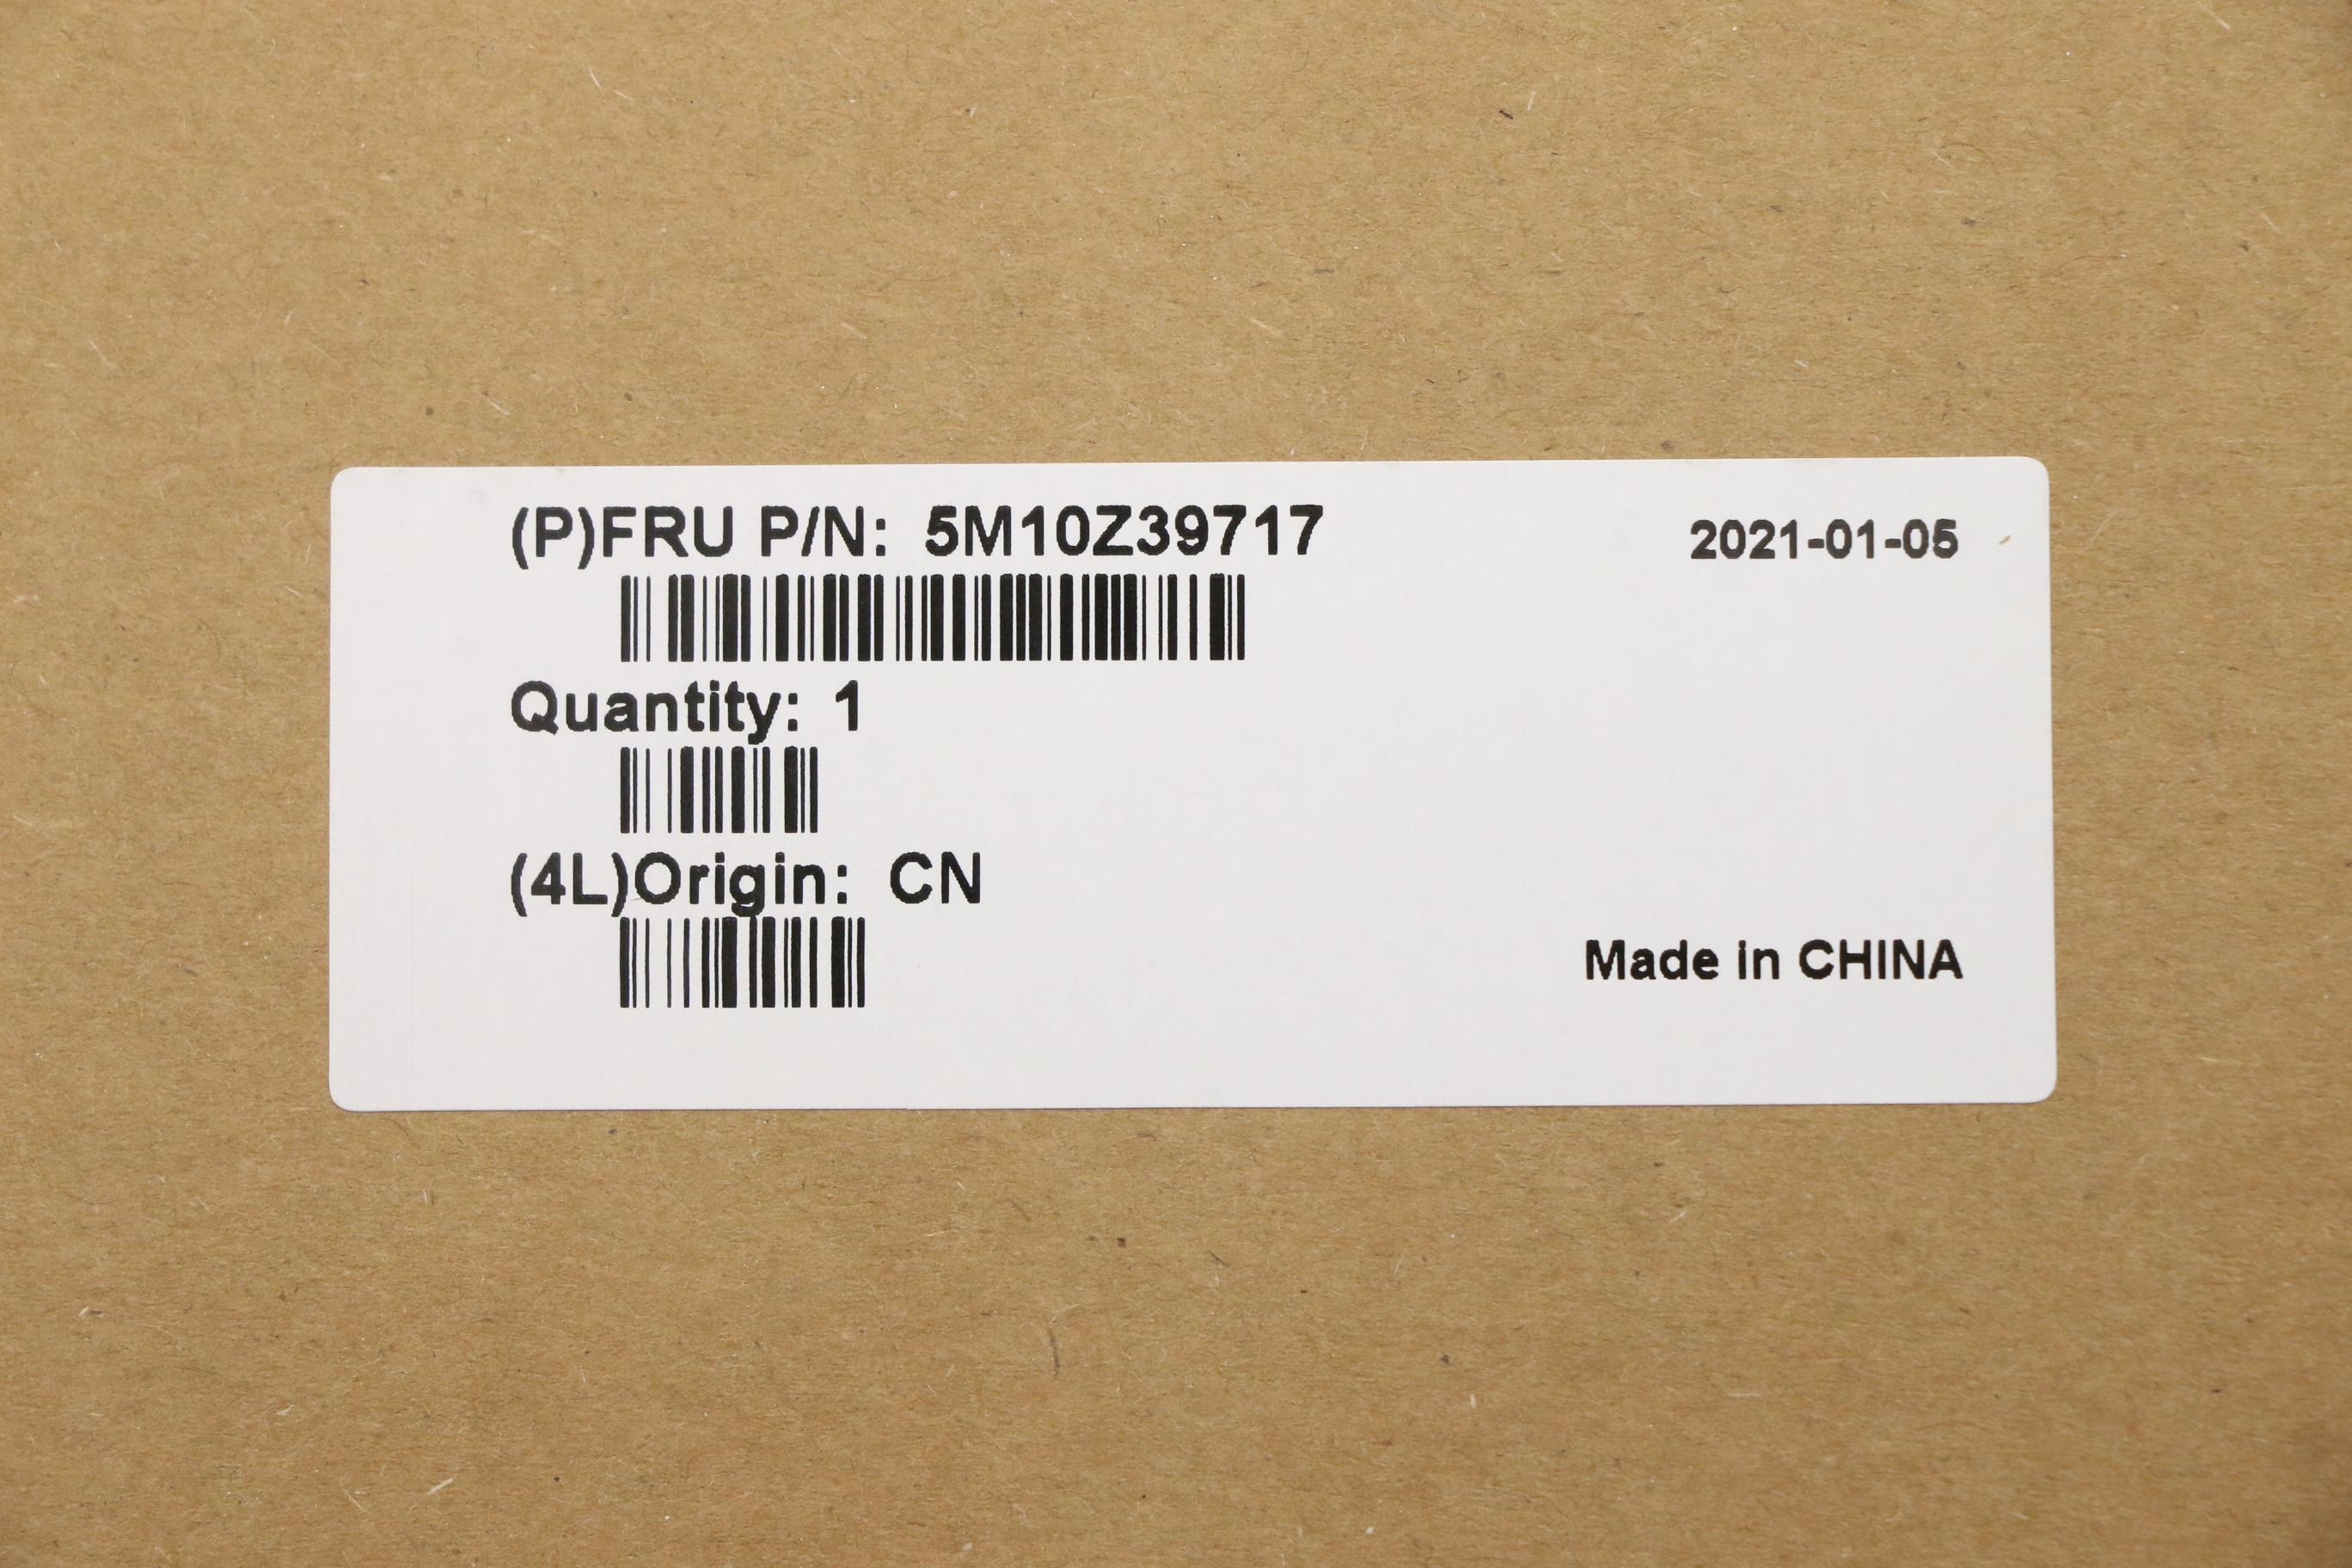 (P)FRU P/N: 5M10Z39717
2021-01-05
Quantity: 1
(4L)Origin: CN
Made in CHINA